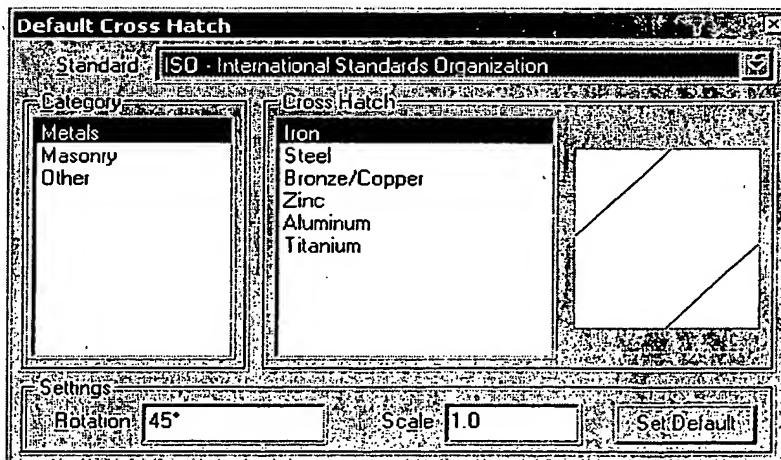 Default Cross Hatch
Standard ISO - International Standards Organization
Category
Metals
Masonry
Other
Cross Hatch
Iron
Steel
Bronze/Copper
Zinc
Aluminum
Titanium
Settings
Rotation 45° Scale 1.0 Set Default